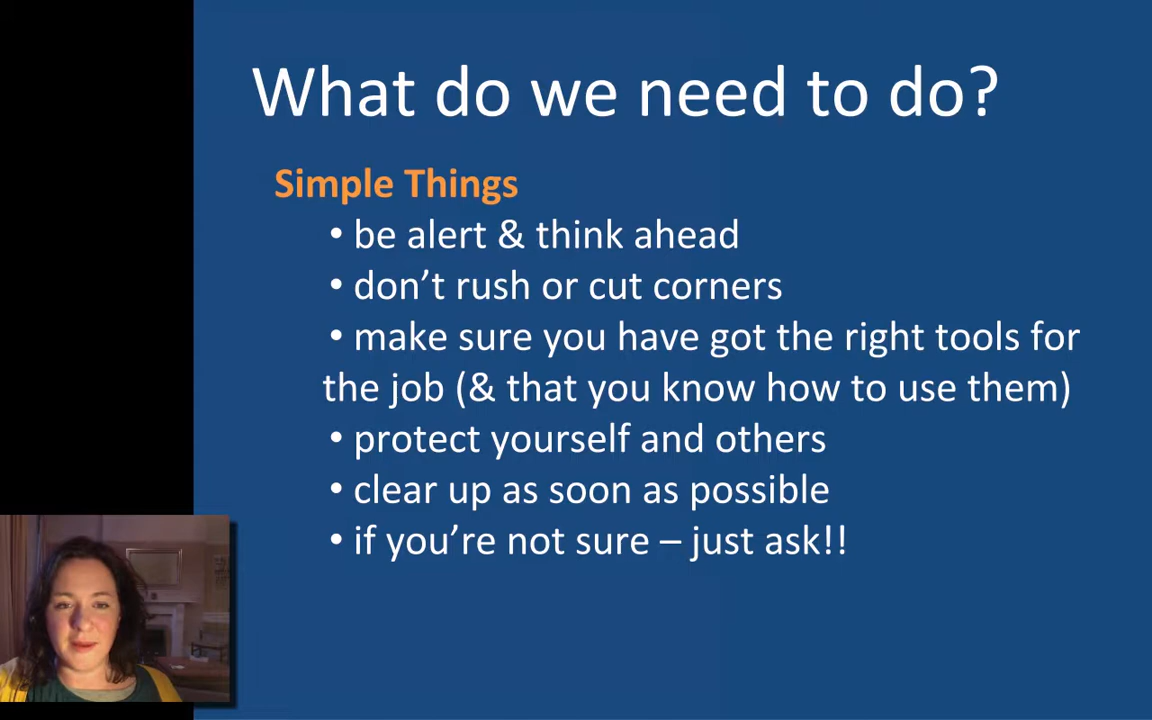 What do we need to do?
Simple Things
• be alert & think ahead
• don’t rush or cut corners
• make sure you have got the right tools for
the job (& that you know how to use them)
• protect yourself and others
• clear up as soon as possible
• if you’re not sure – just ask!!